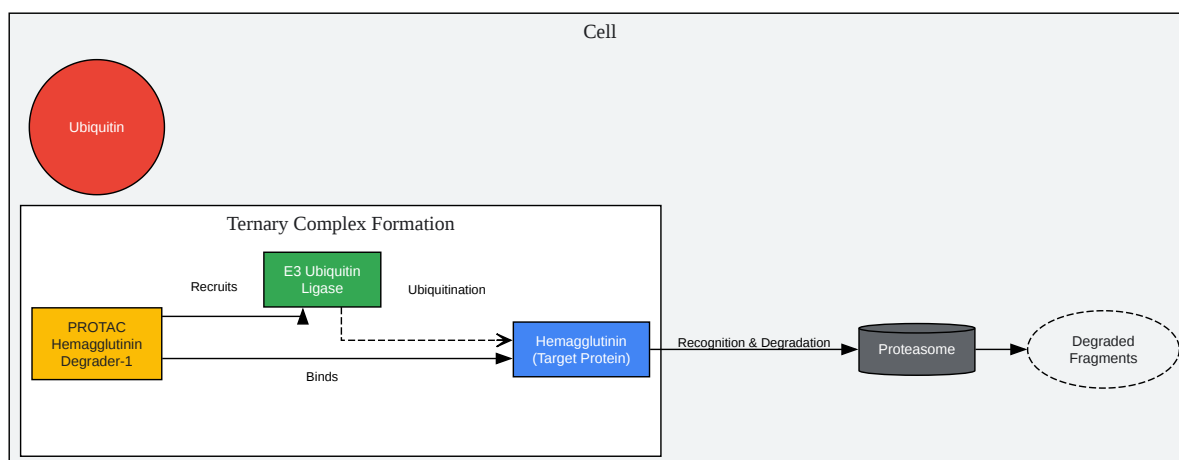 Cell
Ubiquitin
Ternary Complex Formation
E3 Ubiquitin
Ligase
Recruits
Ubiquitination
PROTAC
Hemagglutinin
Degrader-1
Binds
Hemagglutinin
(Target Protein)
Recognition & Degradation
Proteasome
Degraded
Fragments